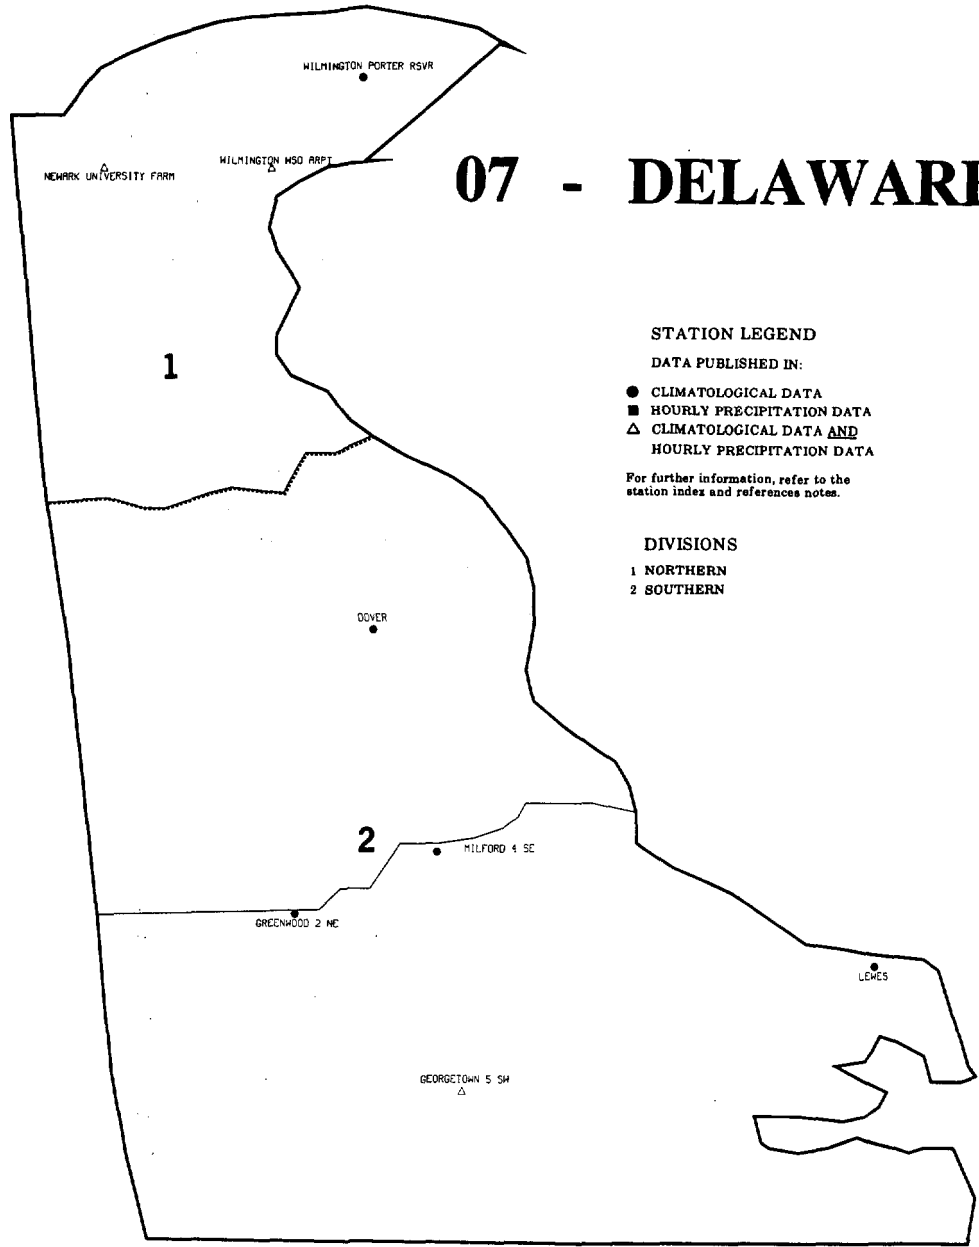 WILMINGTON PORTER RSVR
WILMINGTON WSO ARPT
NEWARK UNIVERSITY FARM
07 - DELAWARE
STATION LEGEND
DATA PUBLISHED IN:
● CLIMATOLOGICAL DATA
■ HOURLY PRECIPITATION DATA
△ CLIMATOLOGICAL DATA AND
HOURLY PRECIPITATION DATA
For further information, refer to the
station index and references notes.
DIVISIONS
1 NORTHERN
2 SOUTHERN
1
DOVER
2
MILFORD 4 SE
GREENWOOD 2 NE
LEWES
GEORGETOWN 5 SW